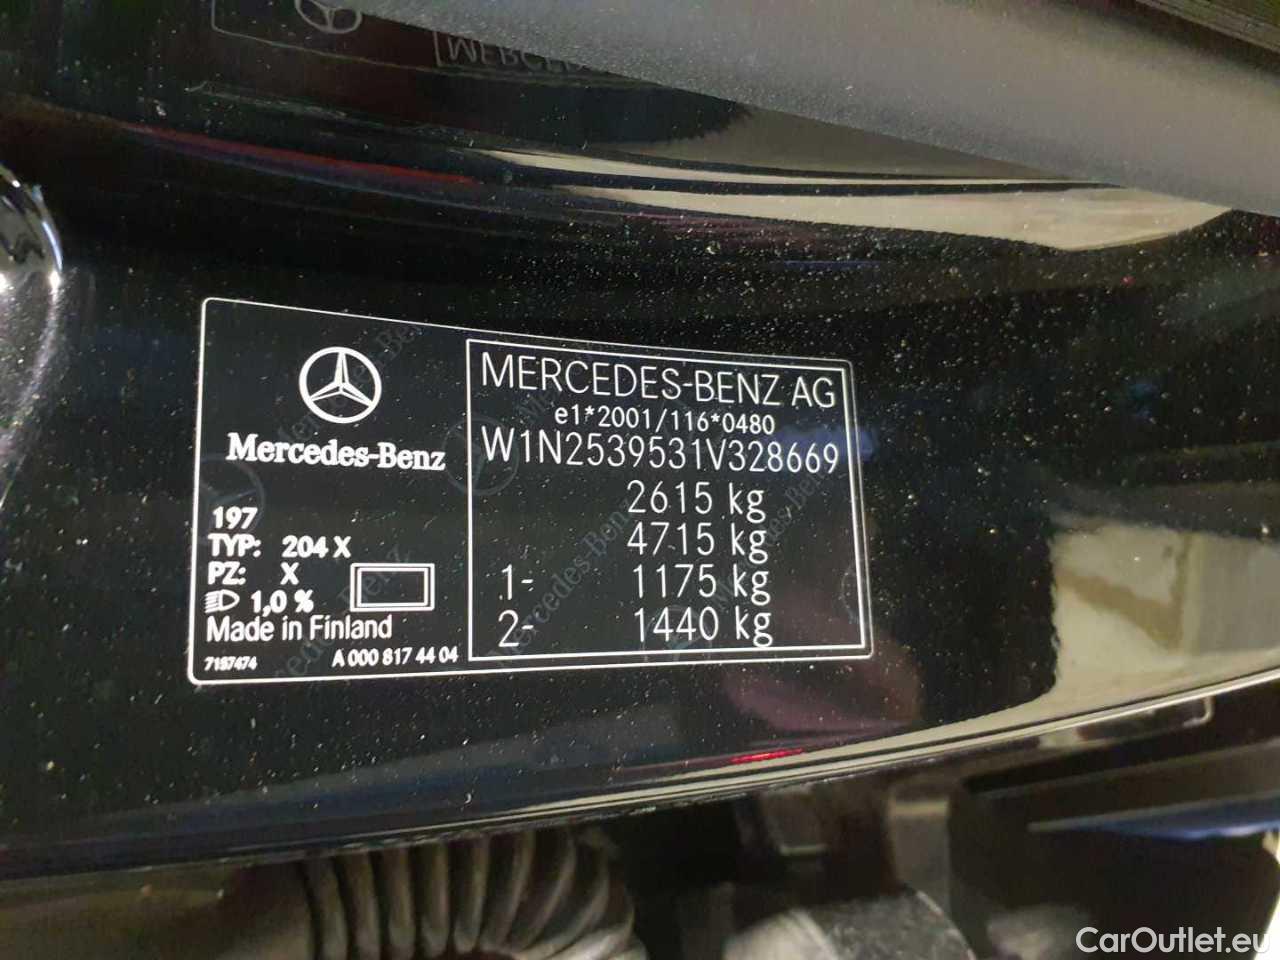 Mercedes-Benz
197
TYP: 204 X
PZ: X
1,0 %
Made in Finland
7187474
A 000 817 44 04
MERCEDES-BENZ AG
e1*2001/116*0480
W1N2539531V328669
2615 kg
4715 kg
1- 1175 kg
2- 1440 kg
CarOutlet.eu